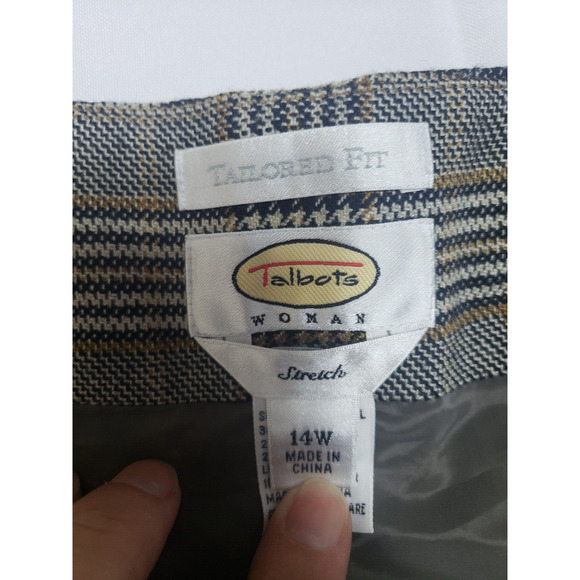 TAILORED FIT
Talbots
WOMAN
Stretch
14W
MADE IN
CHINA